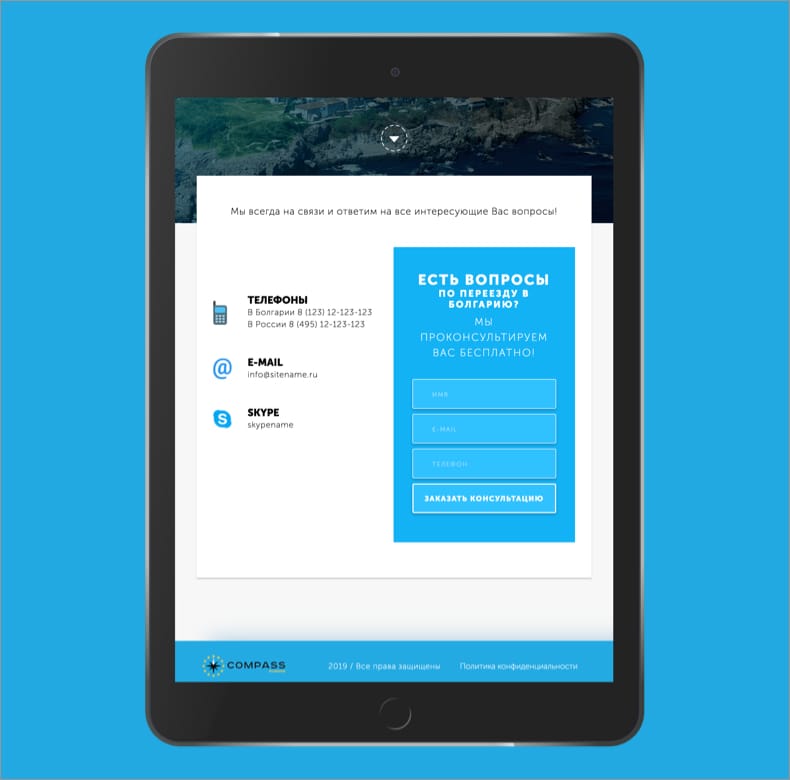 Мы всегда на связи и ответим на все интересующие Вас вопросы!
ТЕЛЕФОНЫ
В Болгарии 8 (123) 12-123-123
В России 8 (495) 12-123-123
E-MAIL
info@sitename.ru
SKYPE
skypename
ЕСТЬ ВОПРОСЫ
ПО ПЕРЕЕЗДУ В
БОЛГАРИЮ?
МЫ
ПРОКОНСУЛЬТИРУЕМ
ВАС БЕСПЛАТНО!
ИМЯ
E-MAIL
ТЕЛЕФОН
ЗАКАЗАТЬ КОНСУЛЬТАЦИЮ
COMPASS
2019 / Все права защищены
Политика конфиденциальности